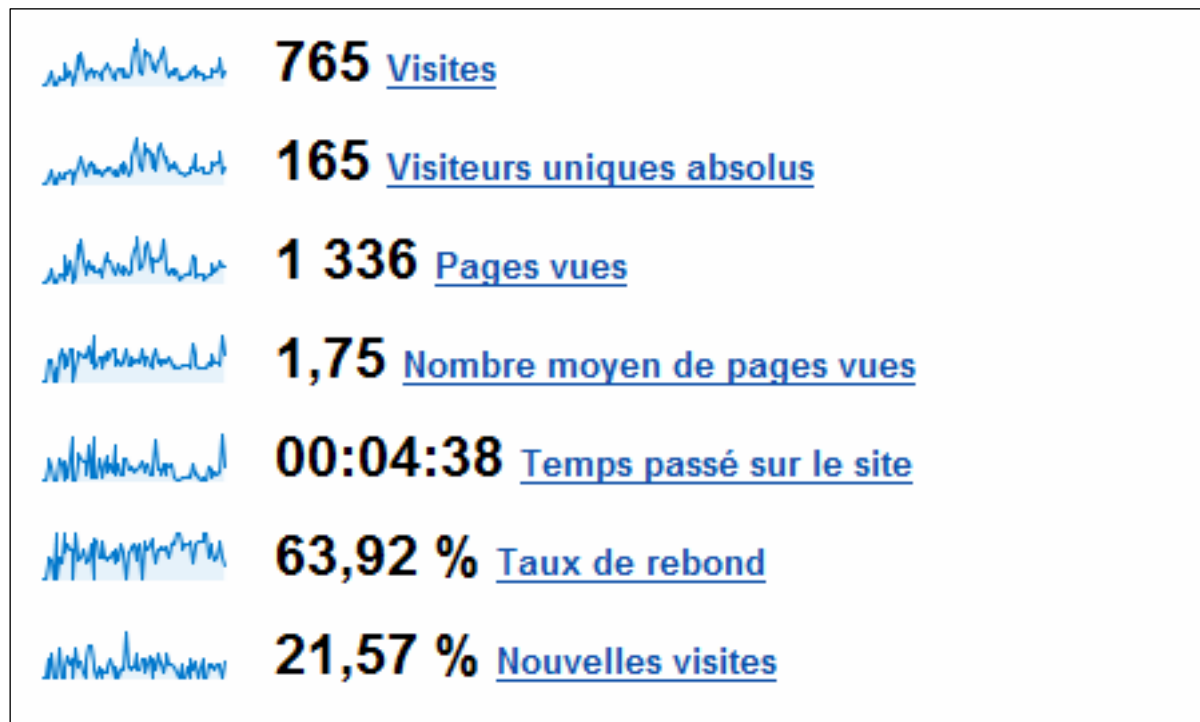 765 Visites
165 Visiteurs uniques absolus
1 336 Pages vues
1,75 Nombre moyen de pages vues
00:04:38 Temps passé sur le site
63,92 % Taux de rebond
21,57 % Nouvelles visites